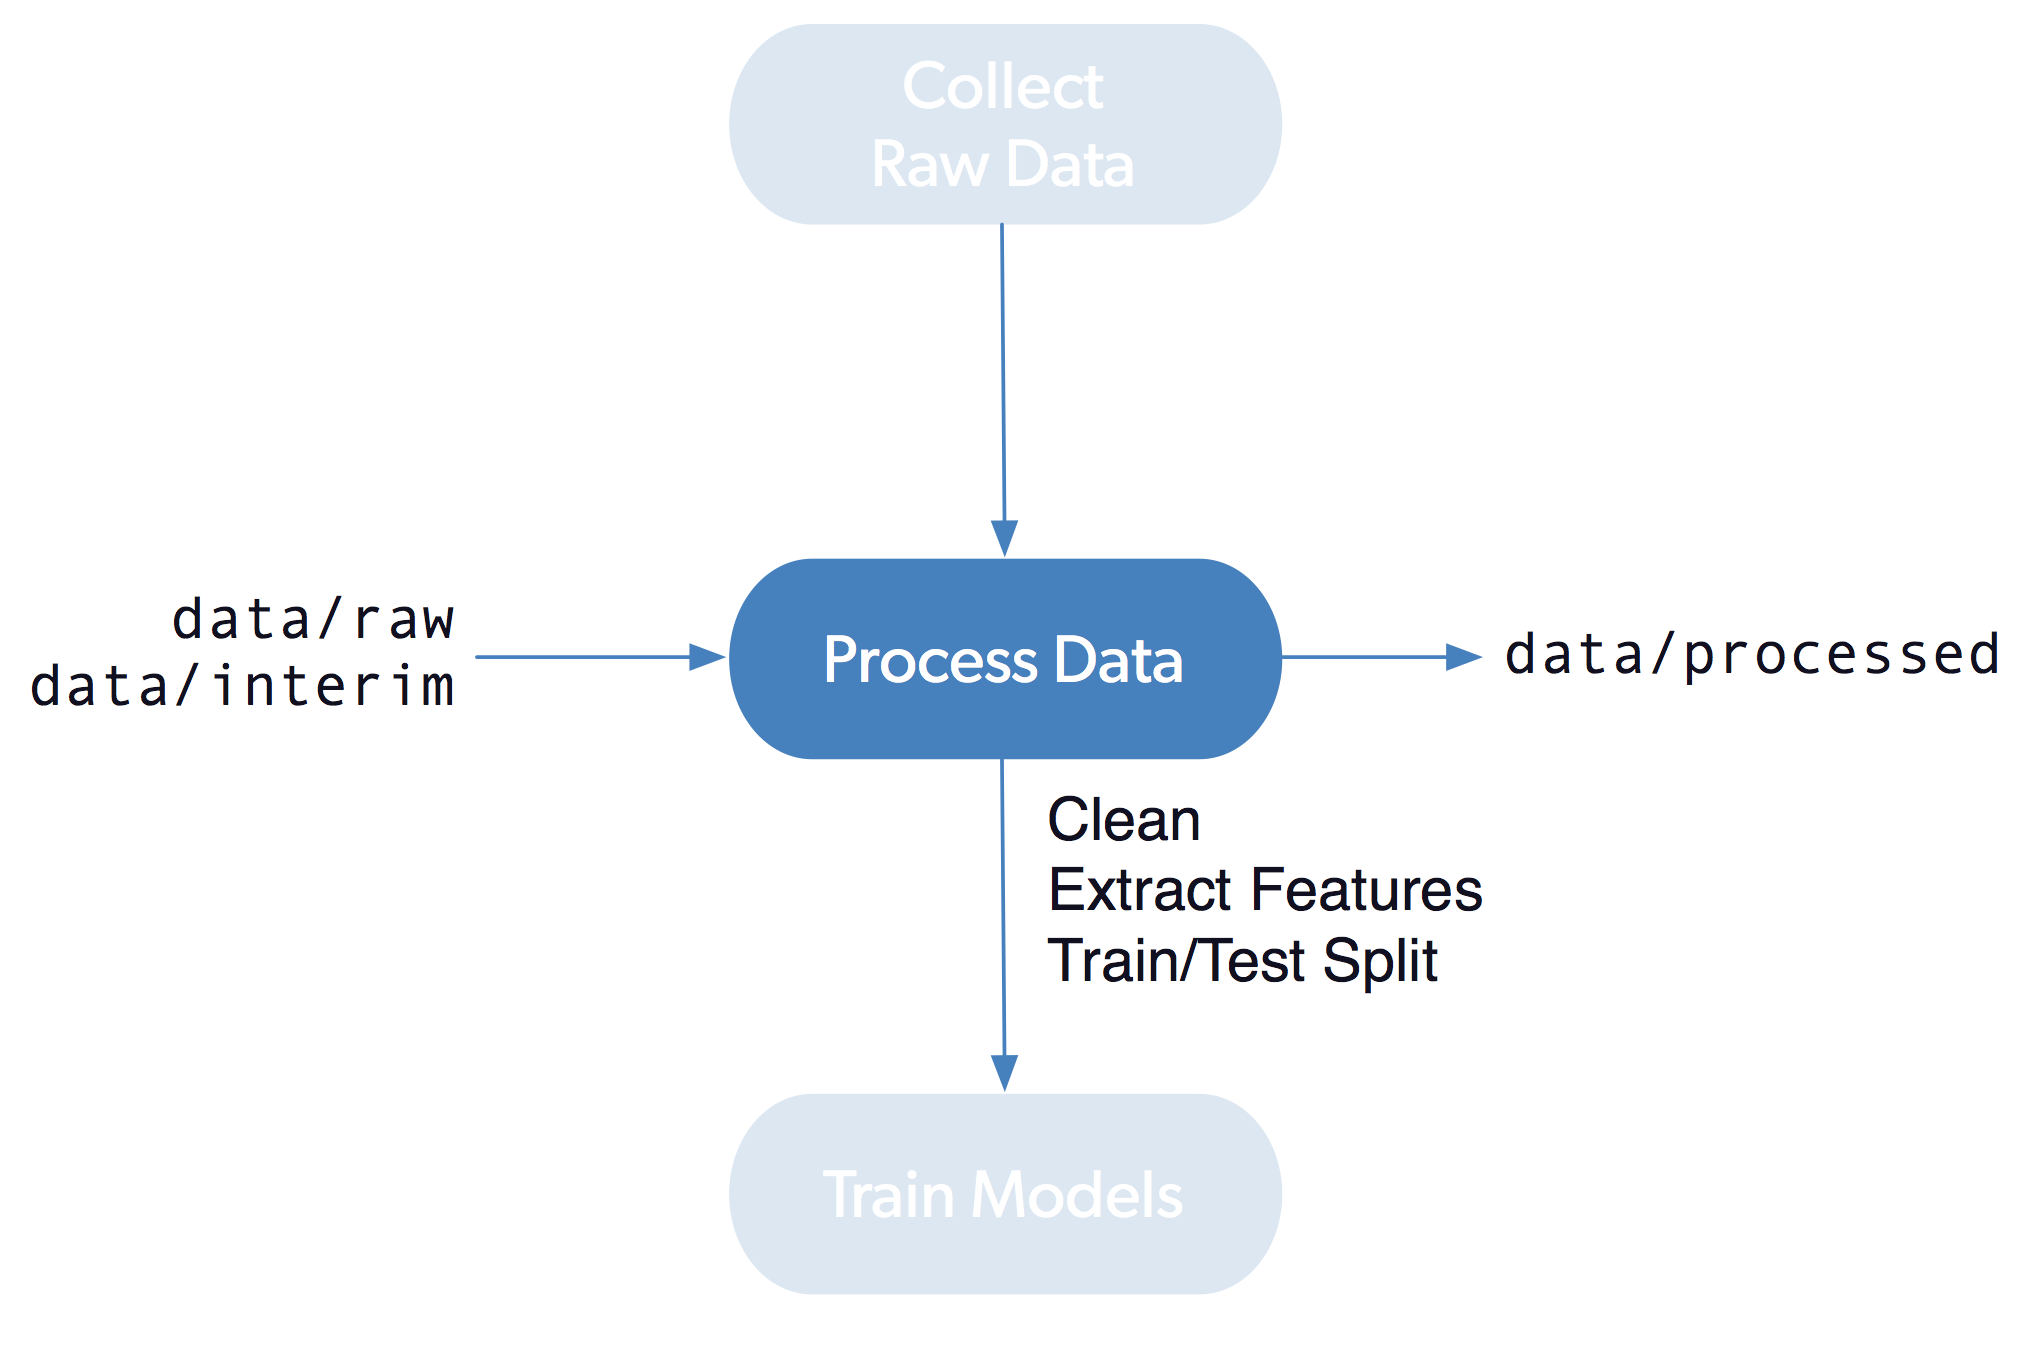 Collect
Raw Data
data/raw
data/interim
Process Data
data/processed
Clean
Extract Features
Train/Test Split
Train Models